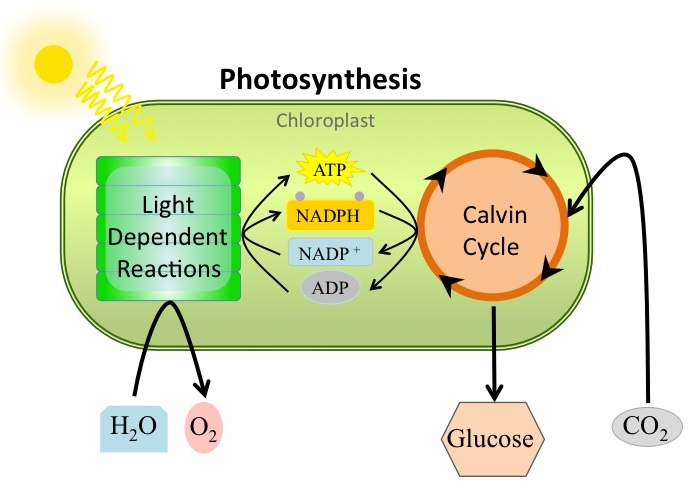 Photosynthesis
Chloroplast
Light
Dependent
Reactions
ATP
NADPH
NADP⁺
ADP
Calvin
Cycle
H₂O
O₂
Glucose
CO₂